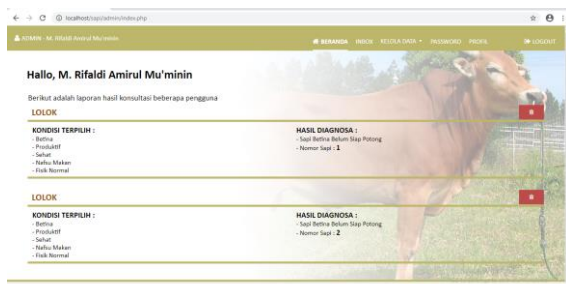 localhost/sapi/admin/index.php
ADMIN - M. Rifaldi Amirul Mu'minin
BERANDA INBOX KELOLA DATA PASSWORD PROFIL LOGOUT
Hallo, M. Rifaldi Amirul Mu'minin
Berikut adalah laporan hasil konsultasi beberapa pengguna
LOLOK
KONDISI TERPILIH :
- Betina
- Produktif
- Sehat
- Nafsu Makan
- Fisik Normal
HASIL DIAGNOSA :
- Sapi Betina Belum Siap Potong
- Nomor Sapi : 1
LOLOK
KONDISI TERPILIH :
- Betina
- Produktif
- Sehat
- Nafsu Makan
- Fisik Normal
HASIL DIAGNOSA :
- Sapi Betina Belum Siap Potong
- Nomor Sapi : 2